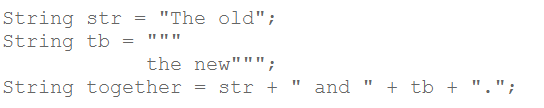 String str = "The old";
String tb = """
            the new""";
String together = str + " and " + tb + ".";